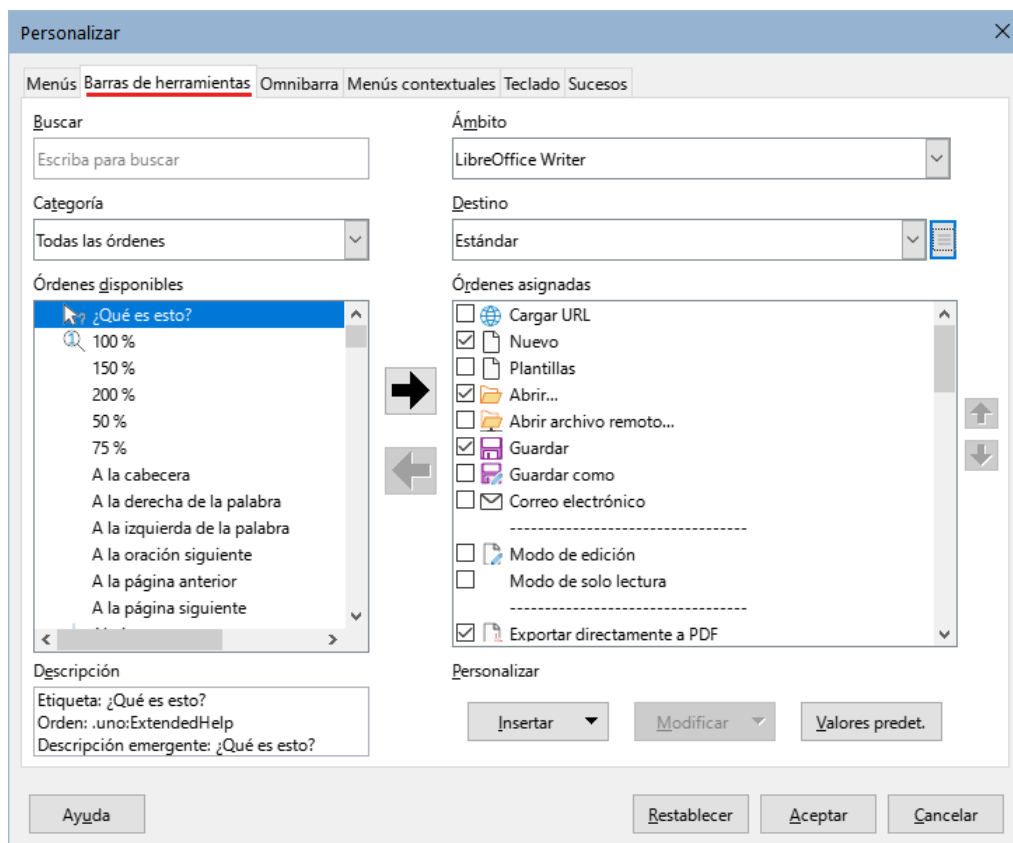 Personalizar
Menús Barras de herramientas Omnibarra Menús contextuales Teclado Sucesos
Buscar
Escriba para buscar
Categoría
Todas las órdenes
Órdenes disponibles
¿Qué es esto?
100 %
150 %
200 %
50 %
75 %
A la cabecera
A la derecha de la palabra
A la izquierda de la palabra
A la oración siguiente
A la página anterior
A la página siguiente
Descripción
Etiqueta: ¿Qué es esto?
Orden: .uno:ExtendedHelp
Descripción emergente: ¿Qué es esto?
Ámbito
LibreOffice Writer
Destino
Estándar
Órdenes asignadas
Cargar URL
Nuevo
Plantillas
Abrir...
Abrir archivo remoto...
Guardar
Guardar como
Correo electrónico
---------------------------------
Modo de edición
Modo de solo lectura
---------------------------------
Exportar directamente a PDF
Personalizar
Insertar Modificar Valores predet.
Ayuda Restablecer Aceptar Cancelar